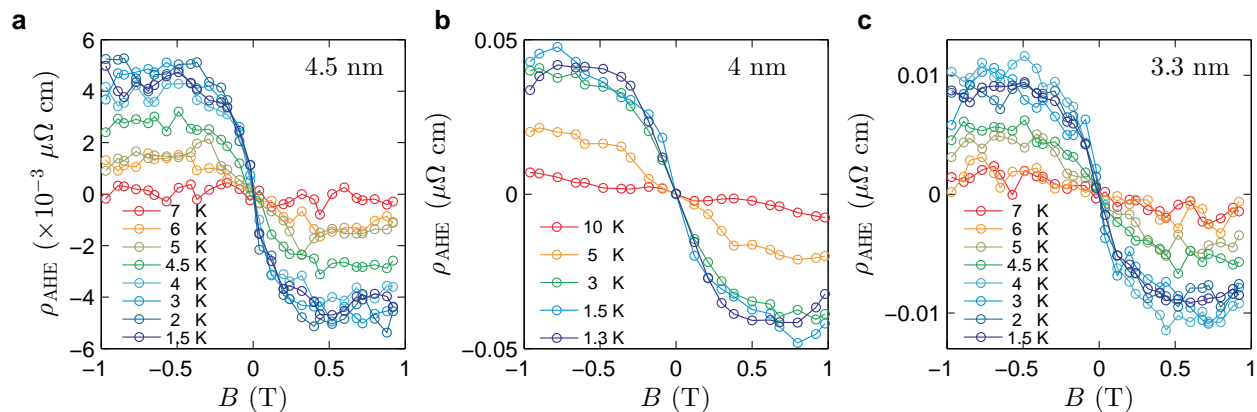 a
6
4
2
0
−2
−4
−6
ρAHE (×10−3 μΩ cm)
4.5 nm
7 K
6 K
5 K
4.5 K
4 K
3 K
2 K
1.5 K
−1
−0.5
0
0.5
1
B (T)
b
0.05
0
−0.05
ρAHE (μΩ cm)
4 nm
10 K
5 K
3 K
1.5 K
1.3 K
−1
−0.5
0
0.5
1
B (T)
c
0.01
0
−0.01
ρAHE (μΩ cm)
3.3 nm
7 K
6 K
5 K
4.5 K
4 K
3 K
2 K
1.5 K
−1
−0.5
0
0.5
1
B (T)